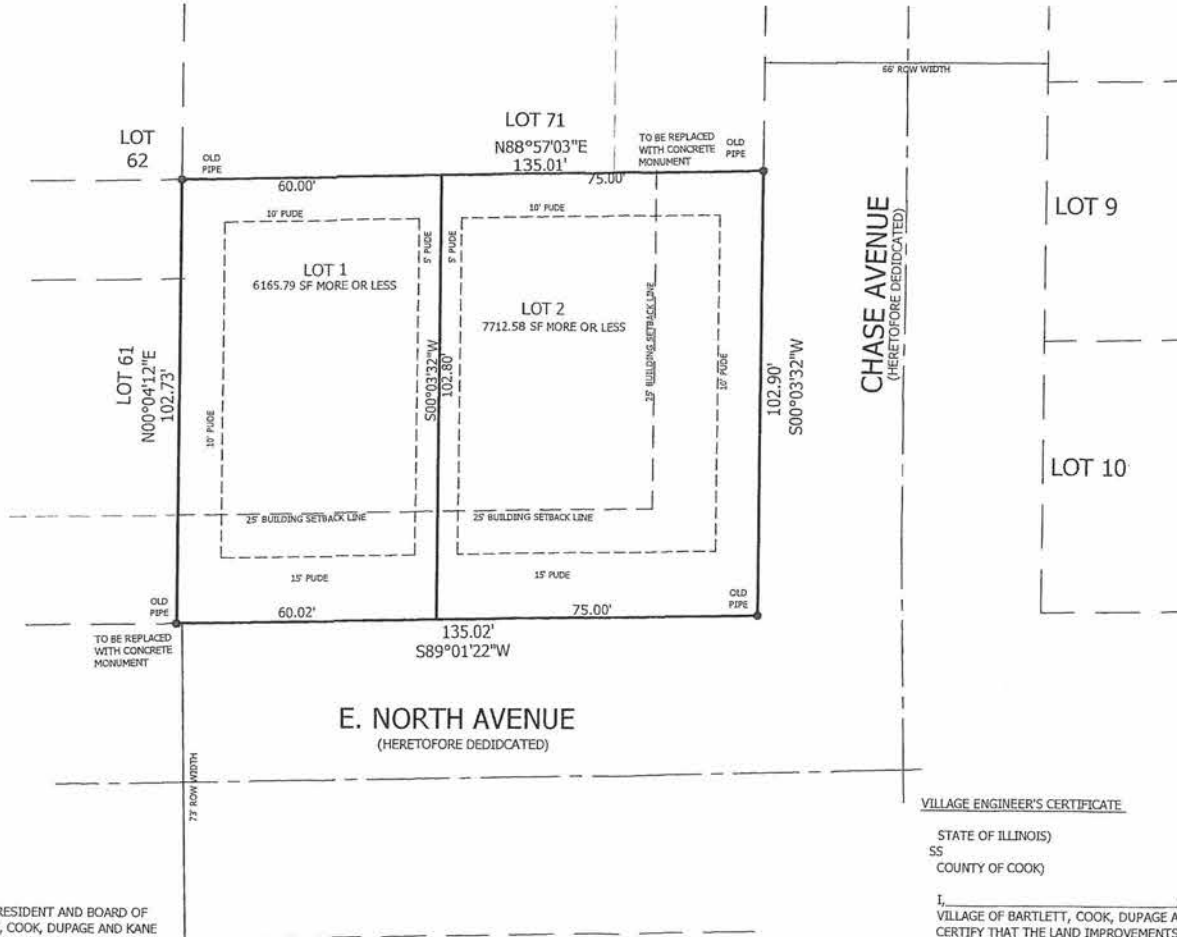 66' ROW WIDTH
LOT 71
N88°57'03"E
135.01'
TO BE REPLACED
WITH CONCRETE
MONUMENT
OLD
PIPE
LOT
62
OLD
PIPE
60.00'
75.00'
10' PUDE
10' PUDE
LOT 9
CHASE AVENUE
(HERETOFORE DEDIDCATED)
5' PUDE
5' PUDE
LOT 1
6165.79 SF MORE OR LESS
LOT 2
7712.58 SF MORE OR LESS
25' BUILDING SETBACK LINE
LOT 61
N00°04'12"E
102.73'
S00°03'32"W
102.80'
10' PUDE
102.90'
S00°03'32"W
10' PUDE
LOT 10
25' BUILDING SETBACK LINE
25' BUILDING SETBACK LINE
15' PUDE
15' PUDE
OLD
PIPE
60.02'
75.00'
OLD
PIPE
TO BE REPLACED
WITH CONCRETE
MONUMENT
135.02'
S89°01'22"W
E. NORTH AVENUE
(HERETOFORE DEDIDCATED)
73' ROW WIDTH
VILLAGE ENGINEER'S CERTIFICATE
STATE OF ILLINOIS)
SS
COUNTY OF COOK)
I,
VILLAGE OF BARTLETT, COOK, DUPAGE A
CERTIFY THAT THE LAND IMPROVEMENTS
RESIDENT AND BOARD OF
, COOK, DUPAGE AND KANE